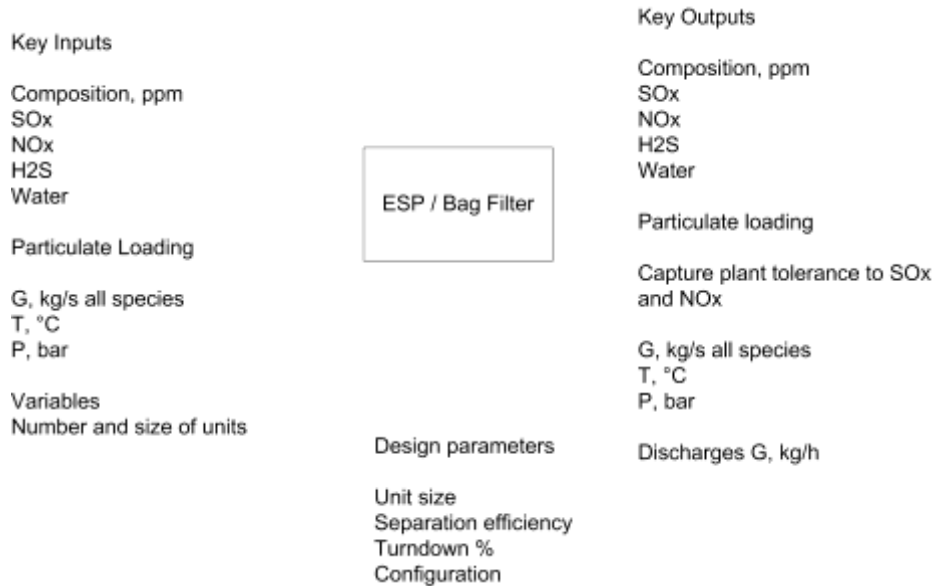 Key Inputs
Composition, ppm
SOx
NOx
H2S
Water
Particulate Loading
G, kg/s all species
T, °C
P, bar
Variables
Number and size of units
ESP / Bag Filter
Design parameters
Unit size
Separation efficiency
Turndown %
Configuration
Key Outputs
Composition, ppm
SOx
NOx
H2S
Water
Particulate loading
Capture plant tolerance to SOx
and NOx
G, kg/s all species
T, °C
P, bar
Discharges G, kg/h